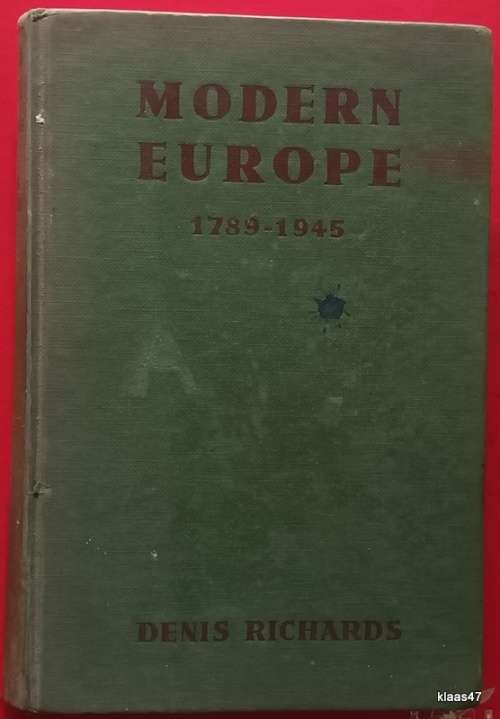 MODERN
EUROPE
1789-1945
DENIS RICHARDS
klaas47